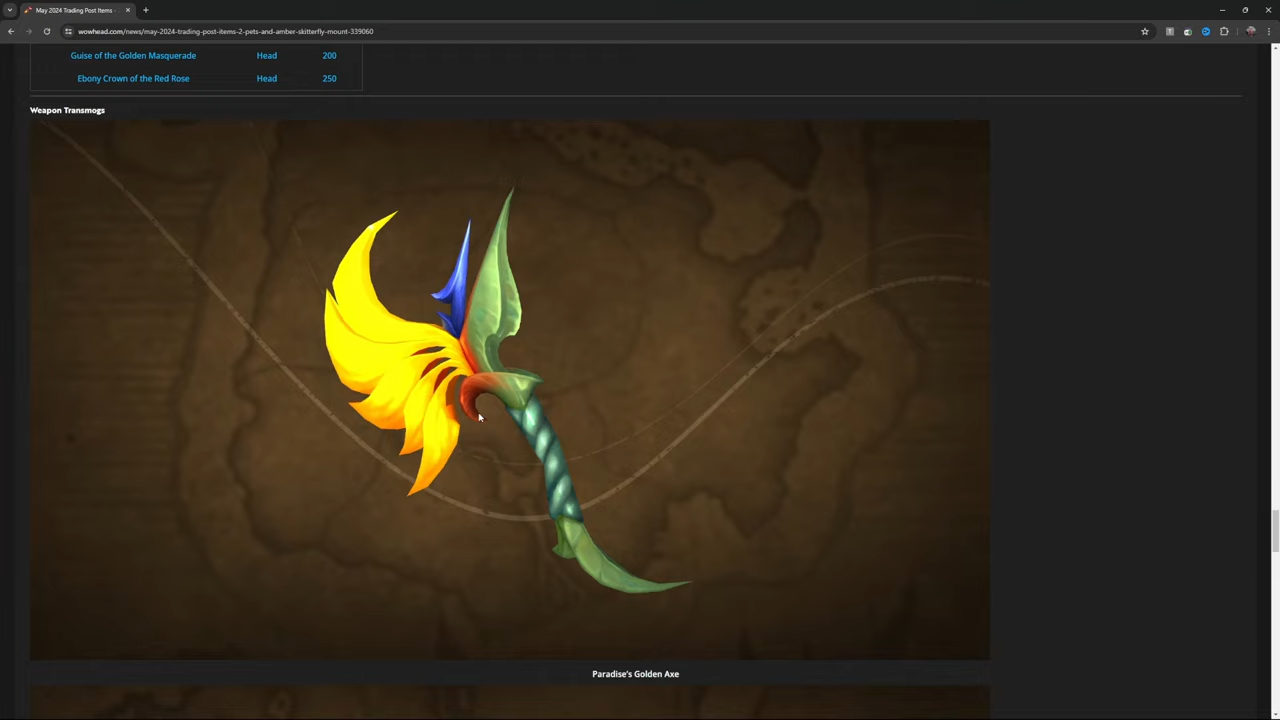 May 2024 Trading Post Items -
wowhead.com/news/may-2024-trading-post-items-2-pets-and-amber-skitterfly-mount-339060
Guise of the Golden Masquerade Head 200
Ebony Crown of the Red Rose Head 250
Weapon Transmogs
Paradise's Golden Axe